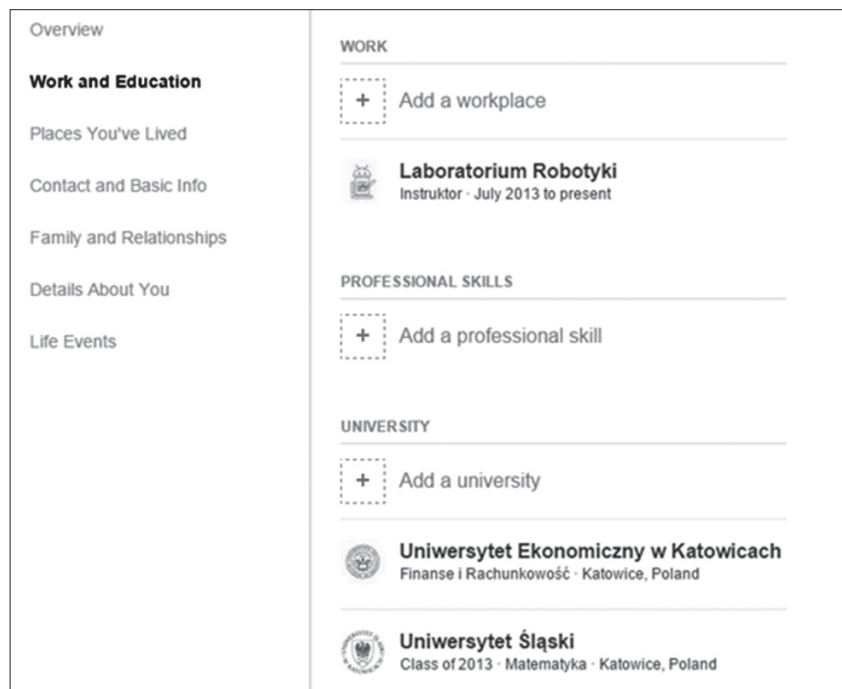 Overview
Work and Education
Places You've Lived
Contact and Basic Info
Family and Relationships
Details About You
Life Events
WORK
+ Add a workplace
Laboratorium Robotyki
Instruktor · July 2013 to present
PROFESSIONAL SKILLS
+ Add a professional skill
UNIVERSITY
+ Add a university
Uniwersytet Ekonomiczny w Katowicach
Finanse i Rachunkowość · Katowice, Poland
Uniwersytet Śląski
Class of 2013 · Matematyka · Katowice, Poland